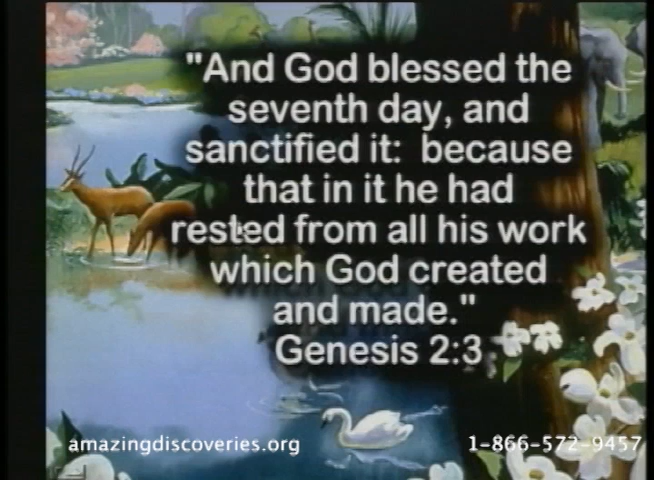 "And God blessed the
seventh day, and
sanctified it: because
that in it he had
rested from all his work
which God created
and made."
Genesis 2:3
amazingdiscoveries.org
1-866-572-9457